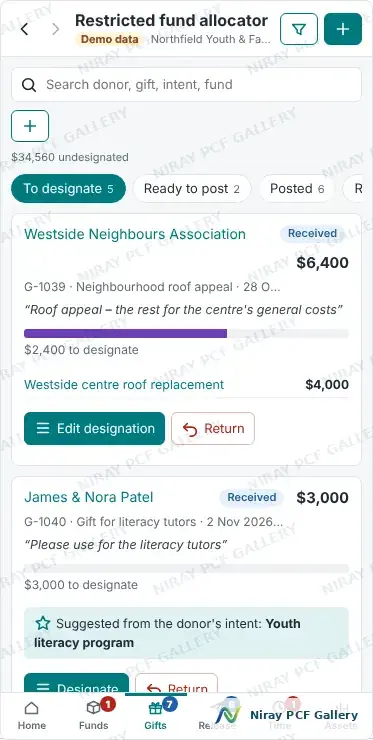 Restricted fund allocator
Demo data · Northfield Youth & Fa...
Search donor, gift, intent, fund
$34,560 undesignated
To designate 5
Ready to post 2
Posted 6
R
Westside Neighbours Association
Received
$6,400
G-1039 · Neighbourhood roof appeal · 28 O...
“Roof appeal – the rest for the centre's general costs”
$2,400 to designate
Westside centre roof replacement
$4,000
Edit designation
Return
James & Nora Patel
Received
$3,000
G-1040 · Gift for literacy tutors · 2 Nov 2026...
“Please use for the literacy tutors”
$3,000 to designate
Suggested from the donor's intent: Youth
literacy program
Designate
Return
1
7
Home
Funds
Gifts
Time
Assets
Niray PCF Gallery
NIRAY PCF GALLERY